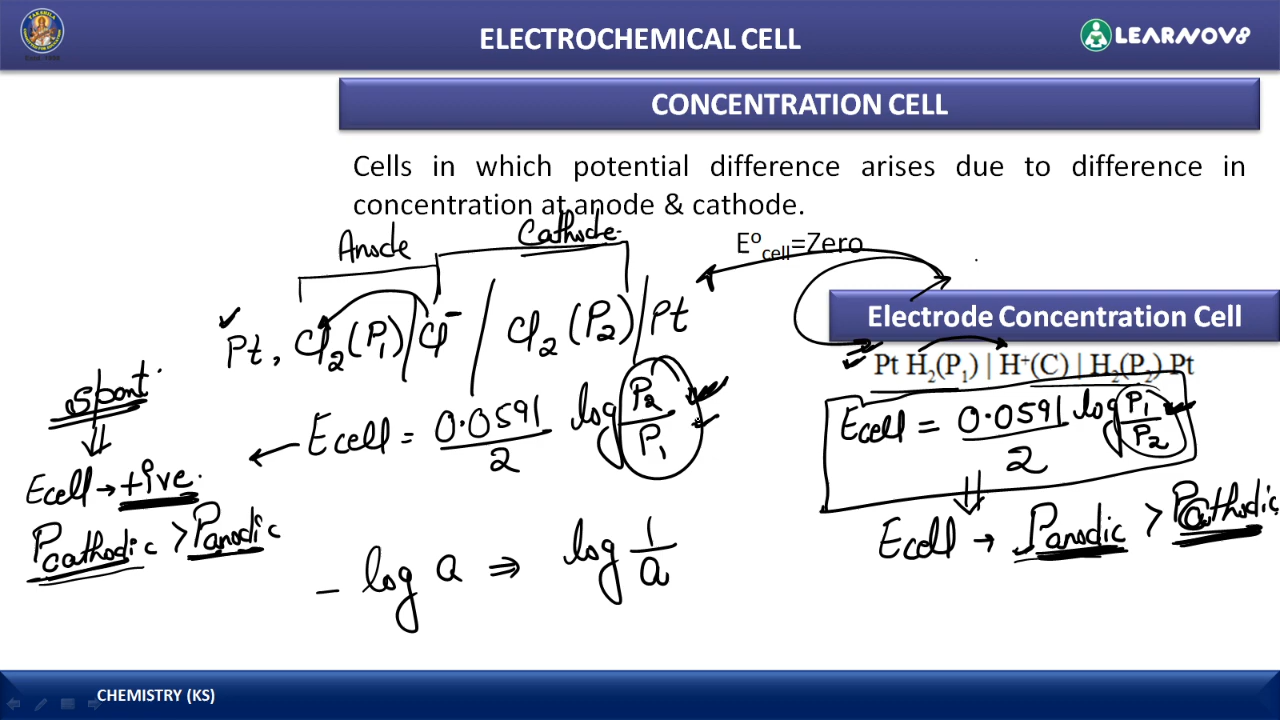 ELECTROCHEMICAL CELL
LEARNOV8
CONCENTRATION CELL
Cells in which potential difference arises due to difference in
concentration at anode & cathode.
Anode
Cathode
E°cell=Zero
Pt, Cl₂(P₁)/Cl⁻ / Cl₂ (P₂)/Pt
Electrode Concentration Cell
Pt H₂(P₁) | H⁺(C) | H₂(P₂) Pt
Spont.
Ecell = 0.0591/2 log P₂/P₁
Ecell = 0.0591/2 log P₁/P₂
Ecell → +ive.
Pcathodic > Panodic
Ecell → Panodic > PCathodic
- log a ⇒ log 1/a
CHEMISTRY (KS)